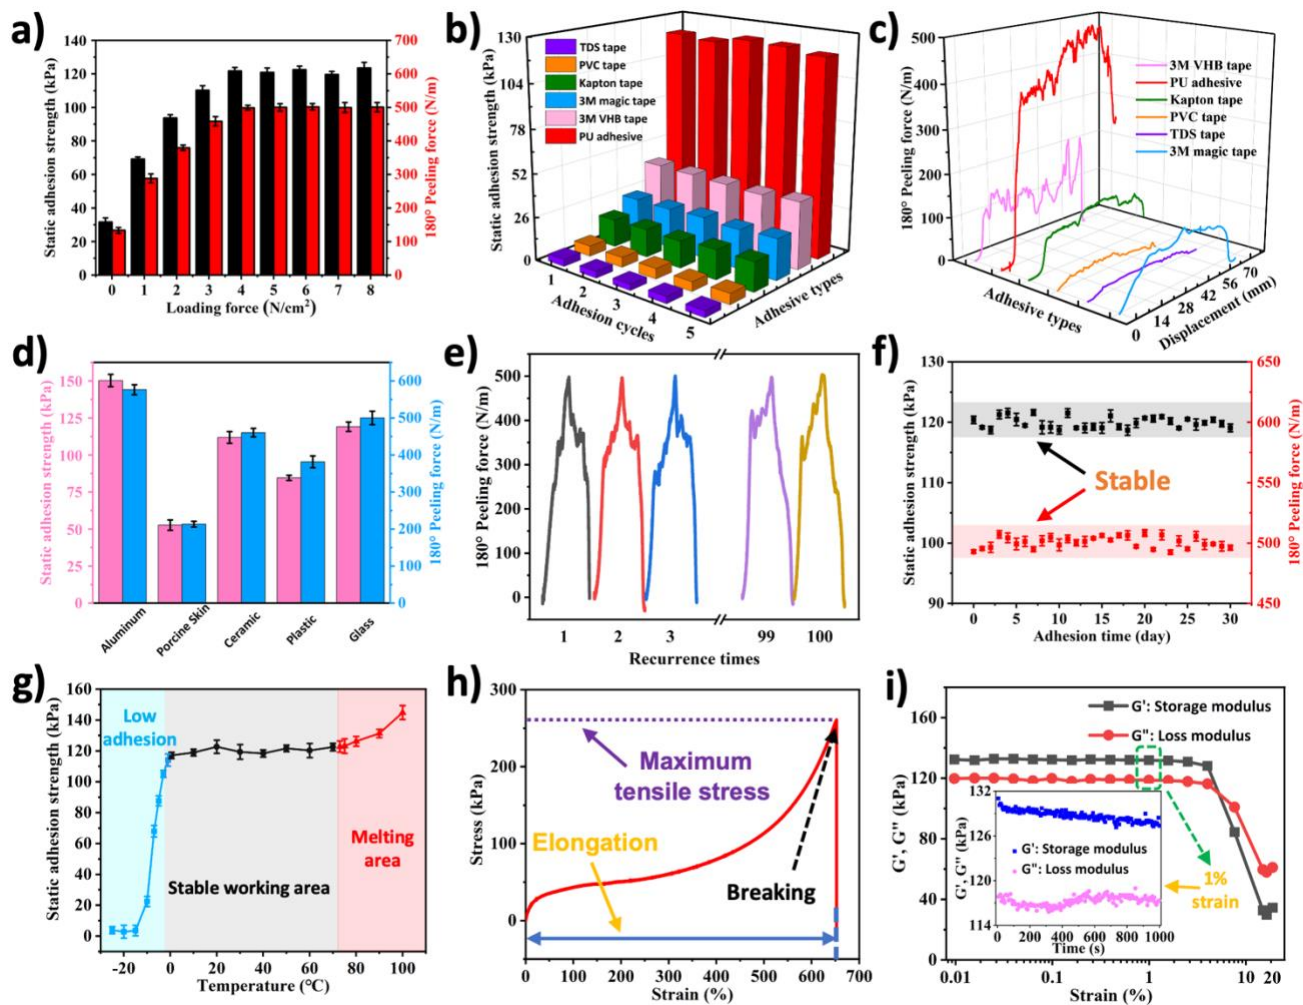 a)
Static adhesion strength (kPa)
140
120
100
80
60
40
20
0
700
600
500
400
300
200
100
0
180° Peeling force (N/m)
0 1 2 3 4 5 6 7 8
Loading force (N/cm²)
b)
Static adhesion strength (kPa)
130
104
78
52
26
0
TDS tape
PVC tape
Kapton tape
3M magic tape
3M VHB tape
PU adhesive
1 2 3 4 5
Adhesion cycles
Adhesive types
c)
180° Peeling force (N/m)
500
400
300
200
100
0
3M VHB tape
PU adhesive
Kapton tape
PVC tape
TDS tape
3M magic tape
Adhesive types
0 14 28 42 56 70
Displacement (mm)
d)
Static adhesion strength (kPa)
150
125
100
75
50
25
0
600
500
400
300
200
100
0
180° Peeling force (N/m)
Aluminum Porcine Skin Ceramic Plastic Glass
e)
180° Peeling force (N/m)
500
400
300
200
100
0
1 2 3 99 100
Recurrence times
f)
Static adhesion strength (kPa)
130
120
110
100
90
650
600
550
500
450
180° Peeling force (N/m)
Stable
0 5 10 15 20 25 30
Adhesion time (day)
g)
Static adhesion strength (kPa)
160
140
120
100
80
60
40
20
0
Low
adhesion
Stable working area
Melting
area
-20 0 20 40 60 80 100
Temperature (℃)
h)
Stress (kPa)
300
200
100
0
Maximum
tensile stress
Elongation
Breaking
0 100 200 300 400 500 600 700
Strain (%)
i)
G', G'' (kPa)
160
120
80
40
0
G': Storage modulus
G'': Loss modulus
G', G'' (kPa)
132
126
120
114
G': Storage modulus
G'': Loss modulus
0 200 400 600 800 1000
Time (s)
1%
strain
0.01 0.1 1 10 20
Strain (%)